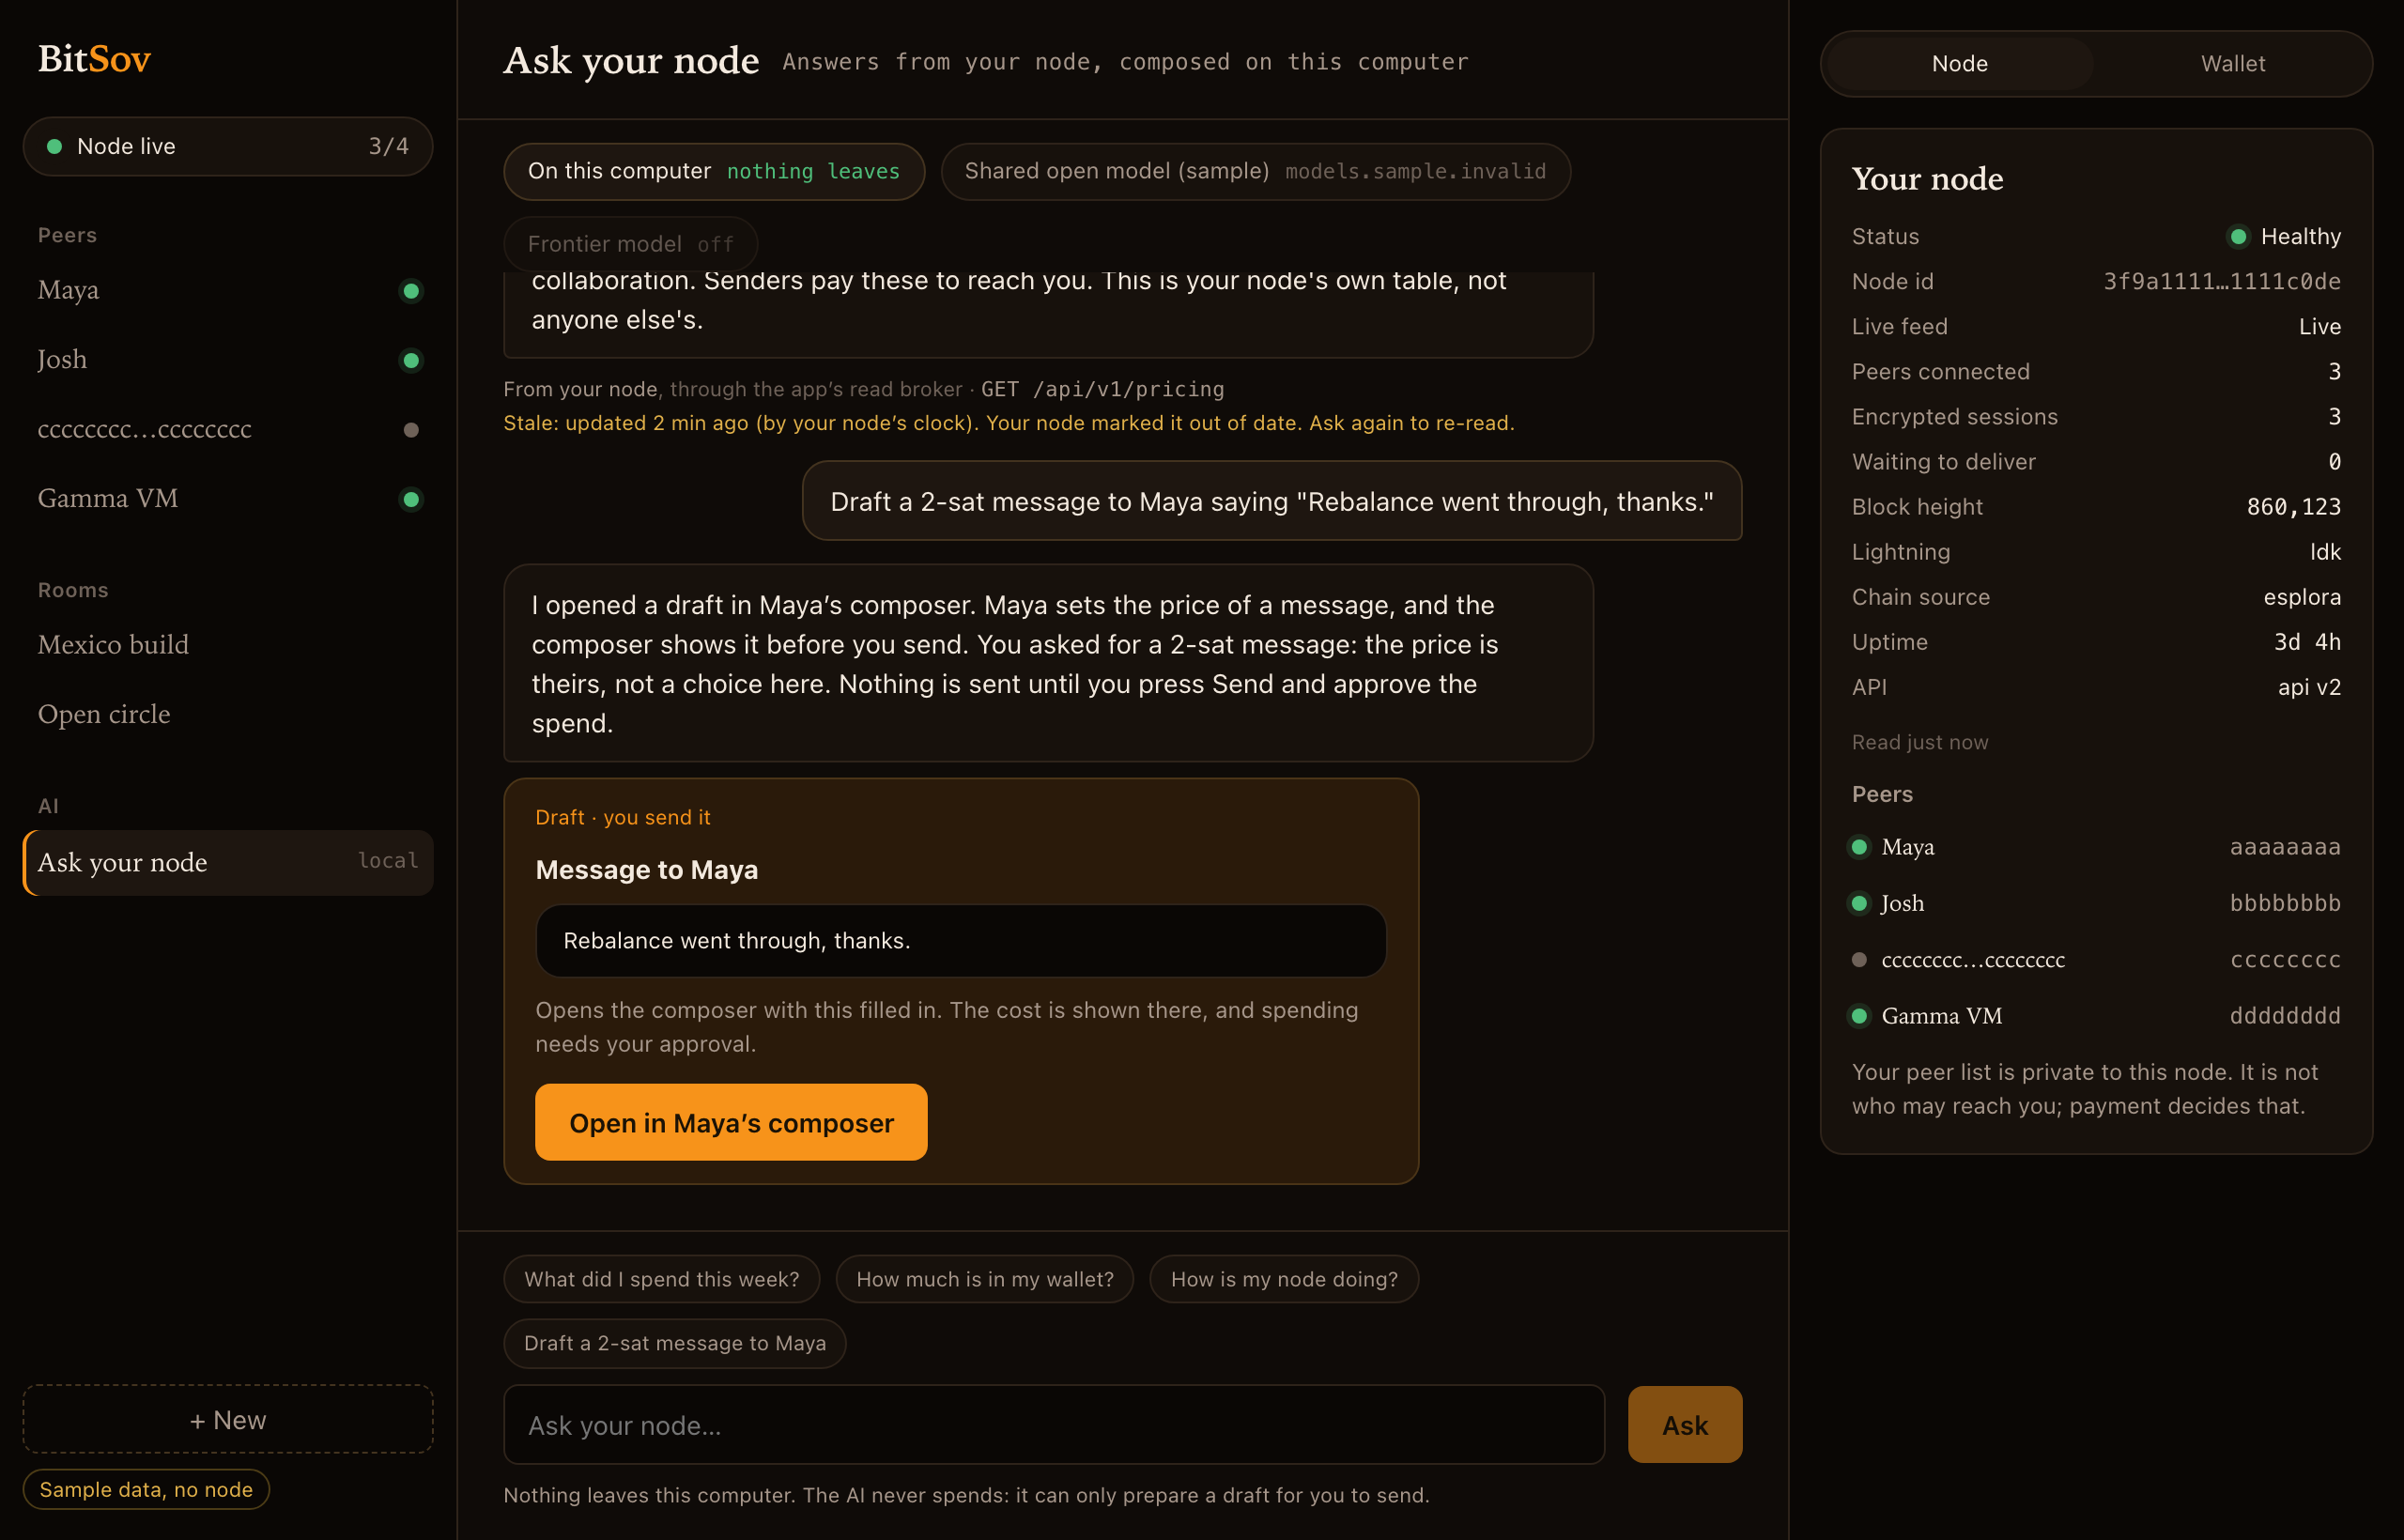 BitSov
Node live 3/4
Peers
Maya
Josh
cccccccc…cccccccc
Gamma VM
Rooms
Mexico build
Open circle
AI
Ask your node local
+ New
Sample data, no node
Ask your node Answers from your node, composed on this computer
On this computer nothing leaves
Shared open model (sample) models.sample.invalid
Frontier model off
collaboration. Senders pay these to reach you. This is your node's own table, not
anyone else's.
From your node, through the app’s read broker · GET /api/v1/pricing
Stale: updated 2 min ago (by your node’s clock). Your node marked it out of date. Ask again to re-read.
Draft a 2-sat message to Maya saying "Rebalance went through, thanks."
I opened a draft in Maya’s composer. Maya sets the price of a message, and the
composer shows it before you send. You asked for a 2-sat message: the price is
theirs, not a choice here. Nothing is sent until you press Send and approve the
spend.
Draft · you send it
Message to Maya
Rebalance went through, thanks.
Opens the composer with this filled in. The cost is shown there, and spending
needs your approval.
Open in Maya’s composer
What did I spend this week?
How much is in my wallet?
How is my node doing?
Draft a 2-sat message to Maya
Ask your node…
Ask
Nothing leaves this computer. The AI never spends: it can only prepare a draft for you to send.
Node
Wallet
Your node
Status Healthy
Node id 3f9a1111…1111c0de
Live feed Live
Peers connected 3
Encrypted sessions 3
Waiting to deliver 0
Block height 860,123
Lightning ldk
Chain source esplora
Uptime 3d 4h
API api v2
Read just now
Peers
Maya aaaaaaaa
Josh bbbbbbbb
cccccccc…cccccccc cccccccc
Gamma VM dddddddd
Your peer list is private to this node. It is not
who may reach you; payment decides that.